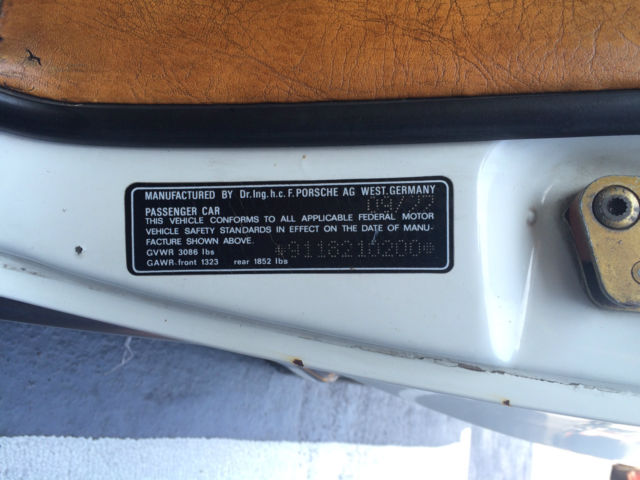 MANUFACTURED BY Dr.Ing.h.c.F.PORSCHE AG WEST.GERMANY
PASSENGER CAR
THIS VEHICLE CONFORMS TO ALL APPLICABLE FEDERAL MOTOR
VEHICLE SAFETY STANDARDS IN EFFECT ON THE DATE OF MANU-
FACTURE SHOWN ABOVE.
GVWR 3086 lbs
GAWR-front 1323 rear 1852 lbs